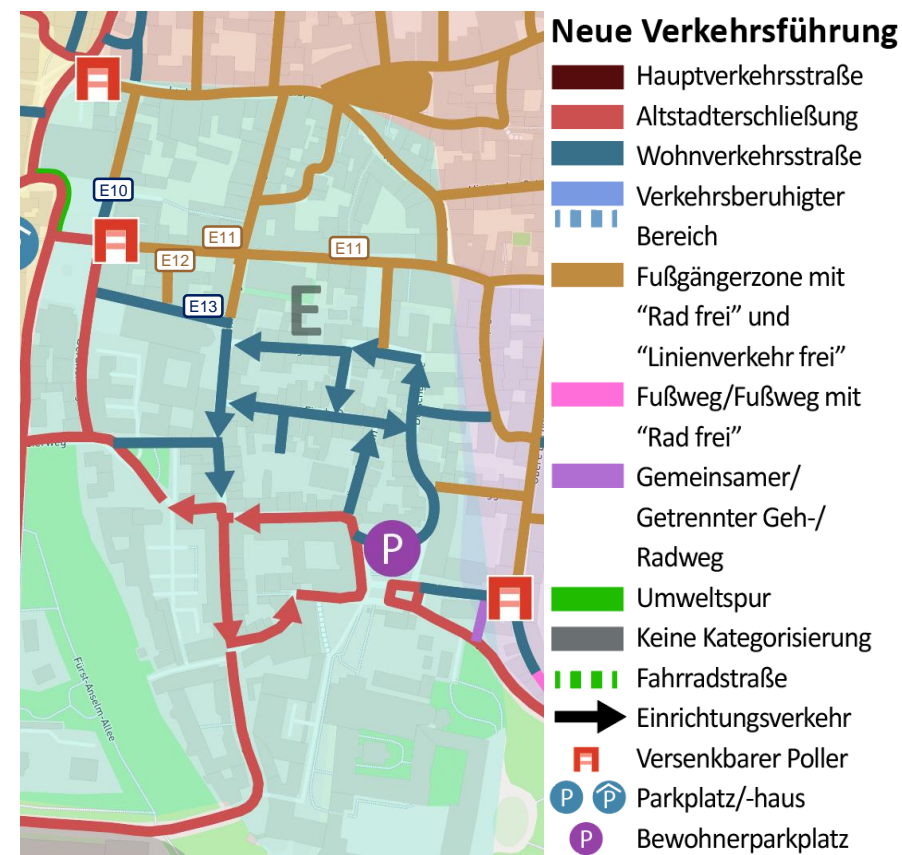 Neue Verkehrsführung
Hauptverkehrsstraße
Altstadterschließung
Wohnverkehrsstraße
Verkehrsberuhigter
Bereich
Fußgängerzone mit
“Rad frei” und
“Linienverkehr frei”
Fußweg/Fußweg mit
“Rad frei”
Gemeinsamer/
Getrennter Geh-/
Radweg
Umweltspur
Keine Kategorisierung
Fahrradstraße
Einrichtungsverkehr
Versenkbarer Poller
P P Parkplatz/-haus
P Bewohnerparkplatz
E10
E11
E11
E12
E13
E
P
Fürst-Anselm-Allee